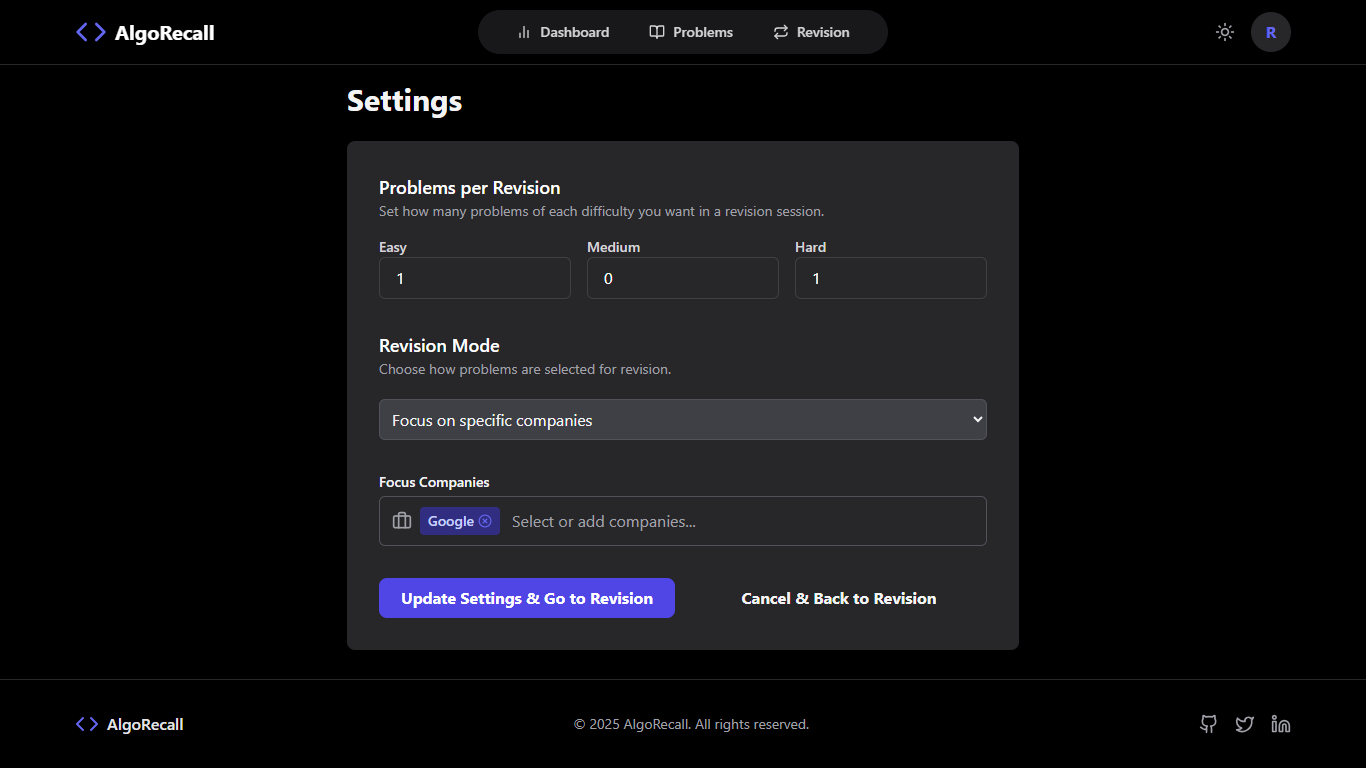 AlgoRecall
Dashboard
Problems
Revision
R
Settings
Problems per Revision
Set how many problems of each difficulty you want in a revision session.
Easy
Medium
Hard
1
0
1
Revision Mode
Choose how problems are selected for revision.
Focus on specific companies
Focus Companies
Google
Select or add companies...
Update Settings & Go to Revision
Cancel & Back to Revision
AlgoRecall
© 2025 AlgoRecall. All rights reserved.